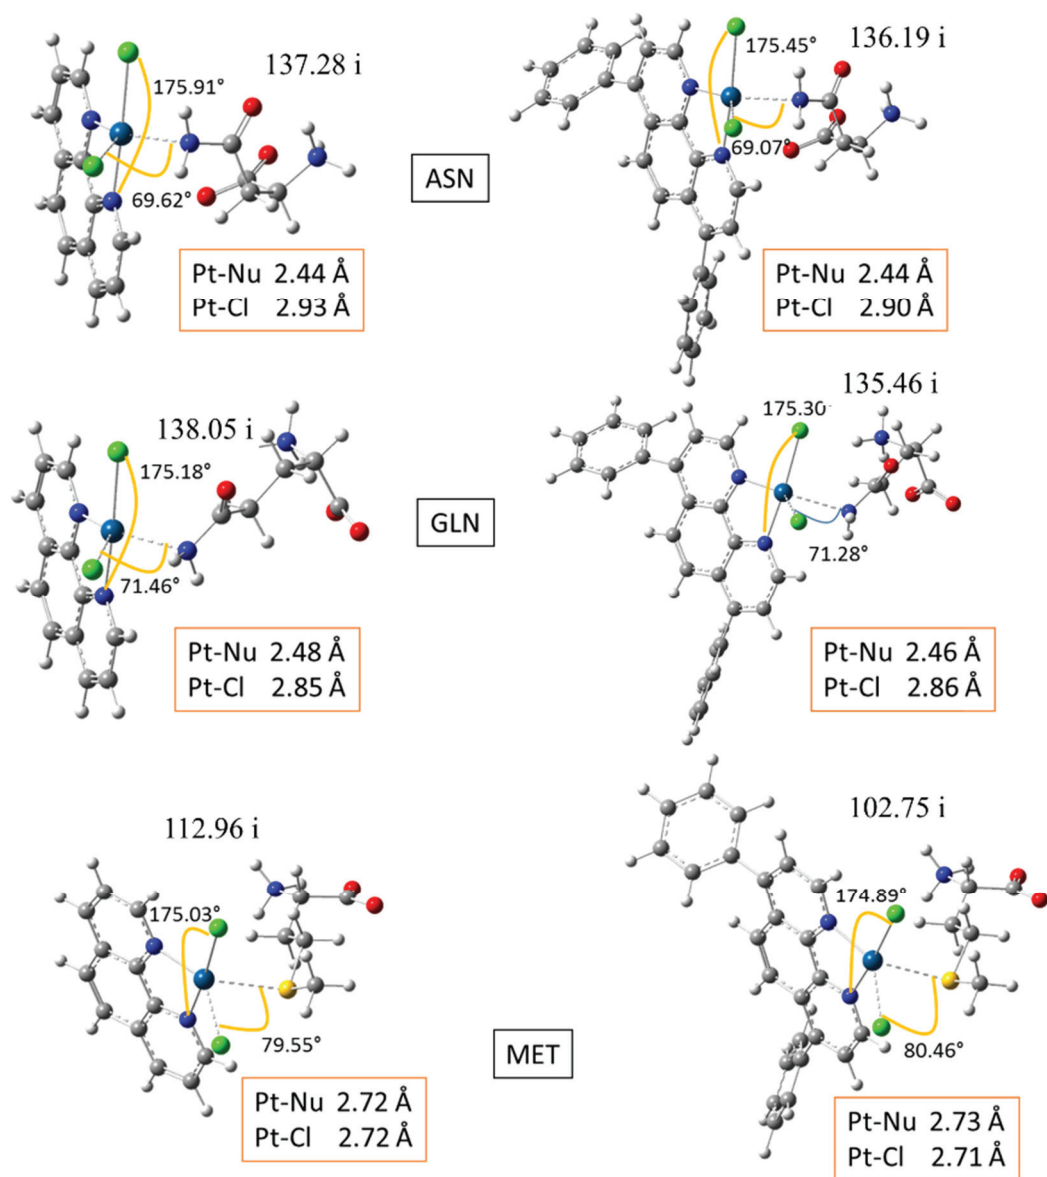 137.28 i
175.91°
69.62°
Pt-Nu 2.44 Å
Pt-Cl 2.93 Å
ASN
136.19 i
175.45°
69.07°
Pt-Nu 2.44 Å
Pt-Cl 2.90 Å
138.05 i
175.18°
71.46°
Pt-Nu 2.48 Å
Pt-Cl 2.85 Å
GLN
135.46 i
175.30
71.28°
Pt-Nu 2.46 Å
Pt-Cl 2.86 Å
112.96 i
175.03°
79.55°
Pt-Nu 2.72 Å
Pt-Cl 2.72 Å
MET
102.75 i
174.89°
80.46°
Pt-Nu 2.73 Å
Pt-Cl 2.71 Å